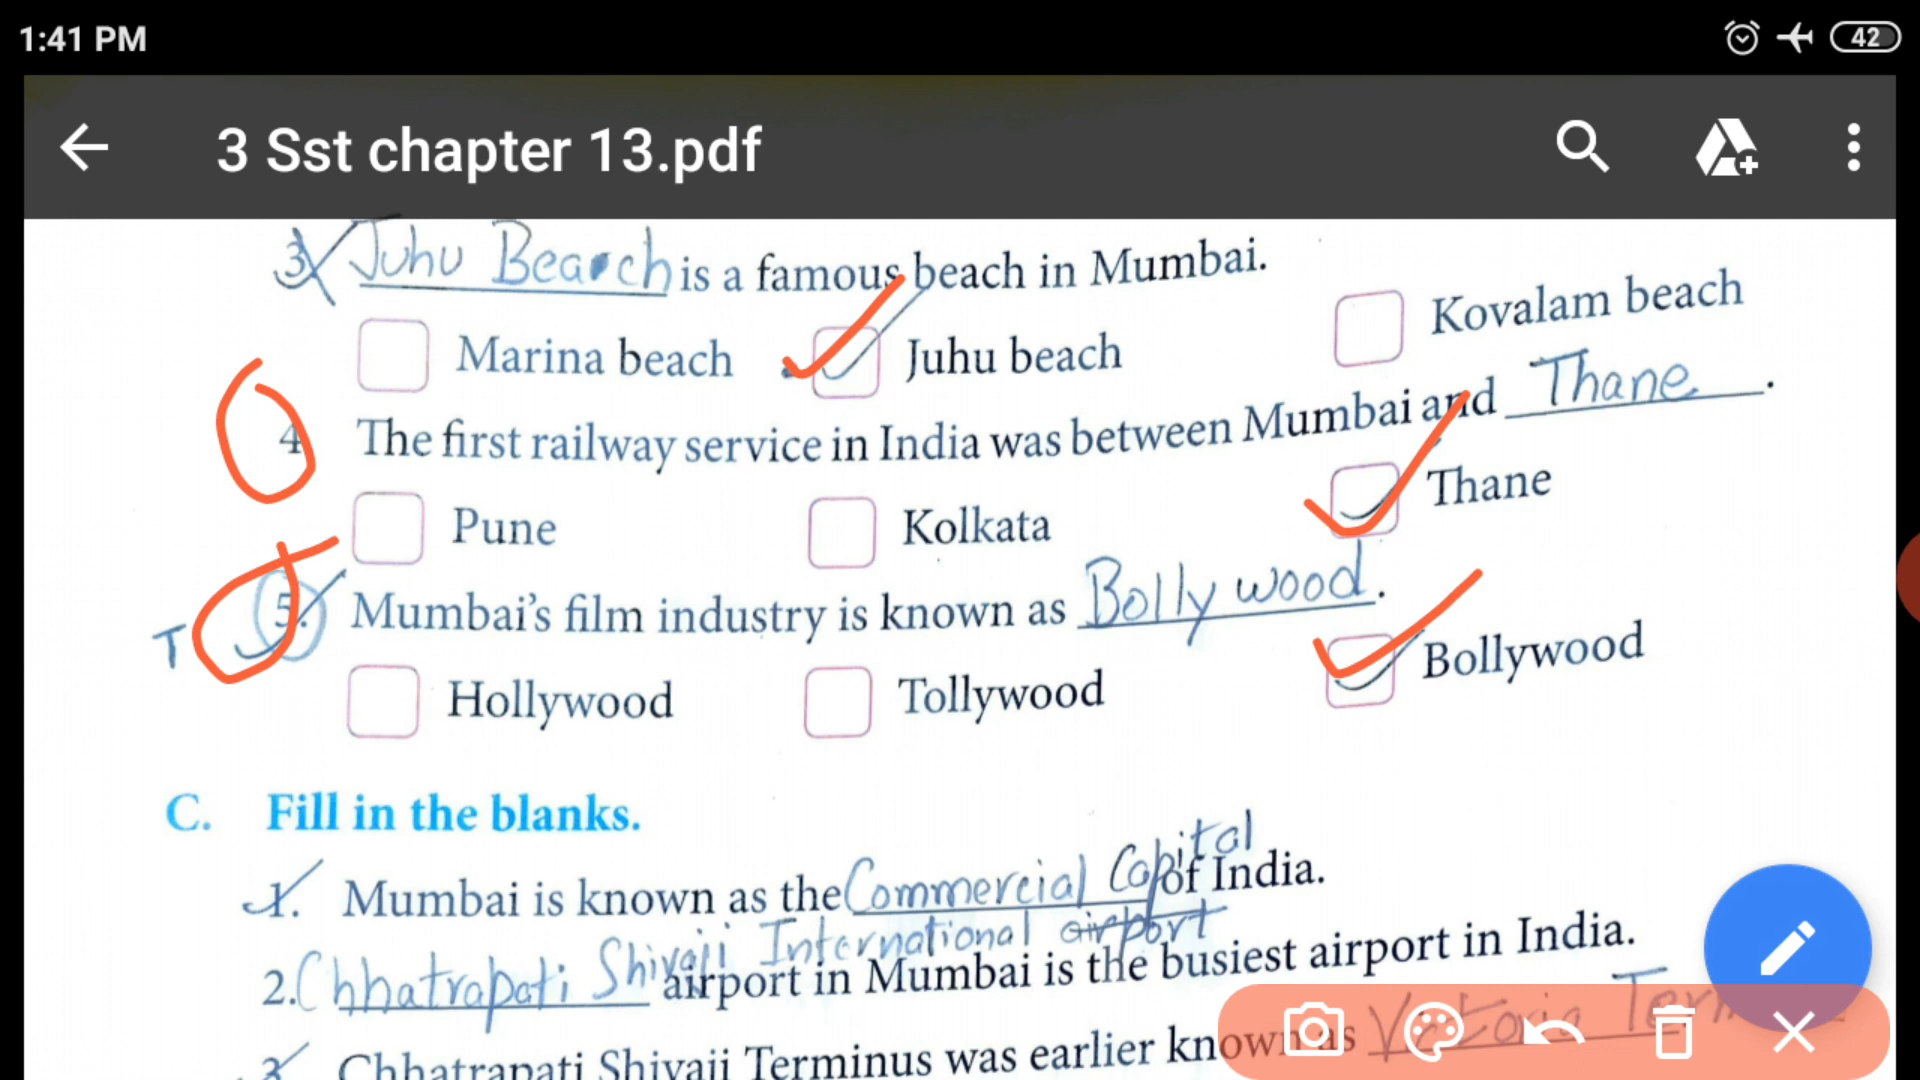 1:41 PM 42
3 Sst chapter 13.pdf
3 Juhu Bearch is a famous beach in Mumbai.
Marina beach Juhu beach Kovalam beach
4 The first railway service in India was between Mumbai and Thane.
Pune Kolkata Thane
T 5. Mumbai's film industry is known as Bolly wood.
Hollywood Tollywood Bollywood
C. Fill in the blanks.
1. Mumbai is known as the Commercial Capital of India.
2. Chhatrapati Shivaji International airport airport in Mumbai is the busiest airport in India.
3 Chhatrapati Shivaji Terminus was earlier known as